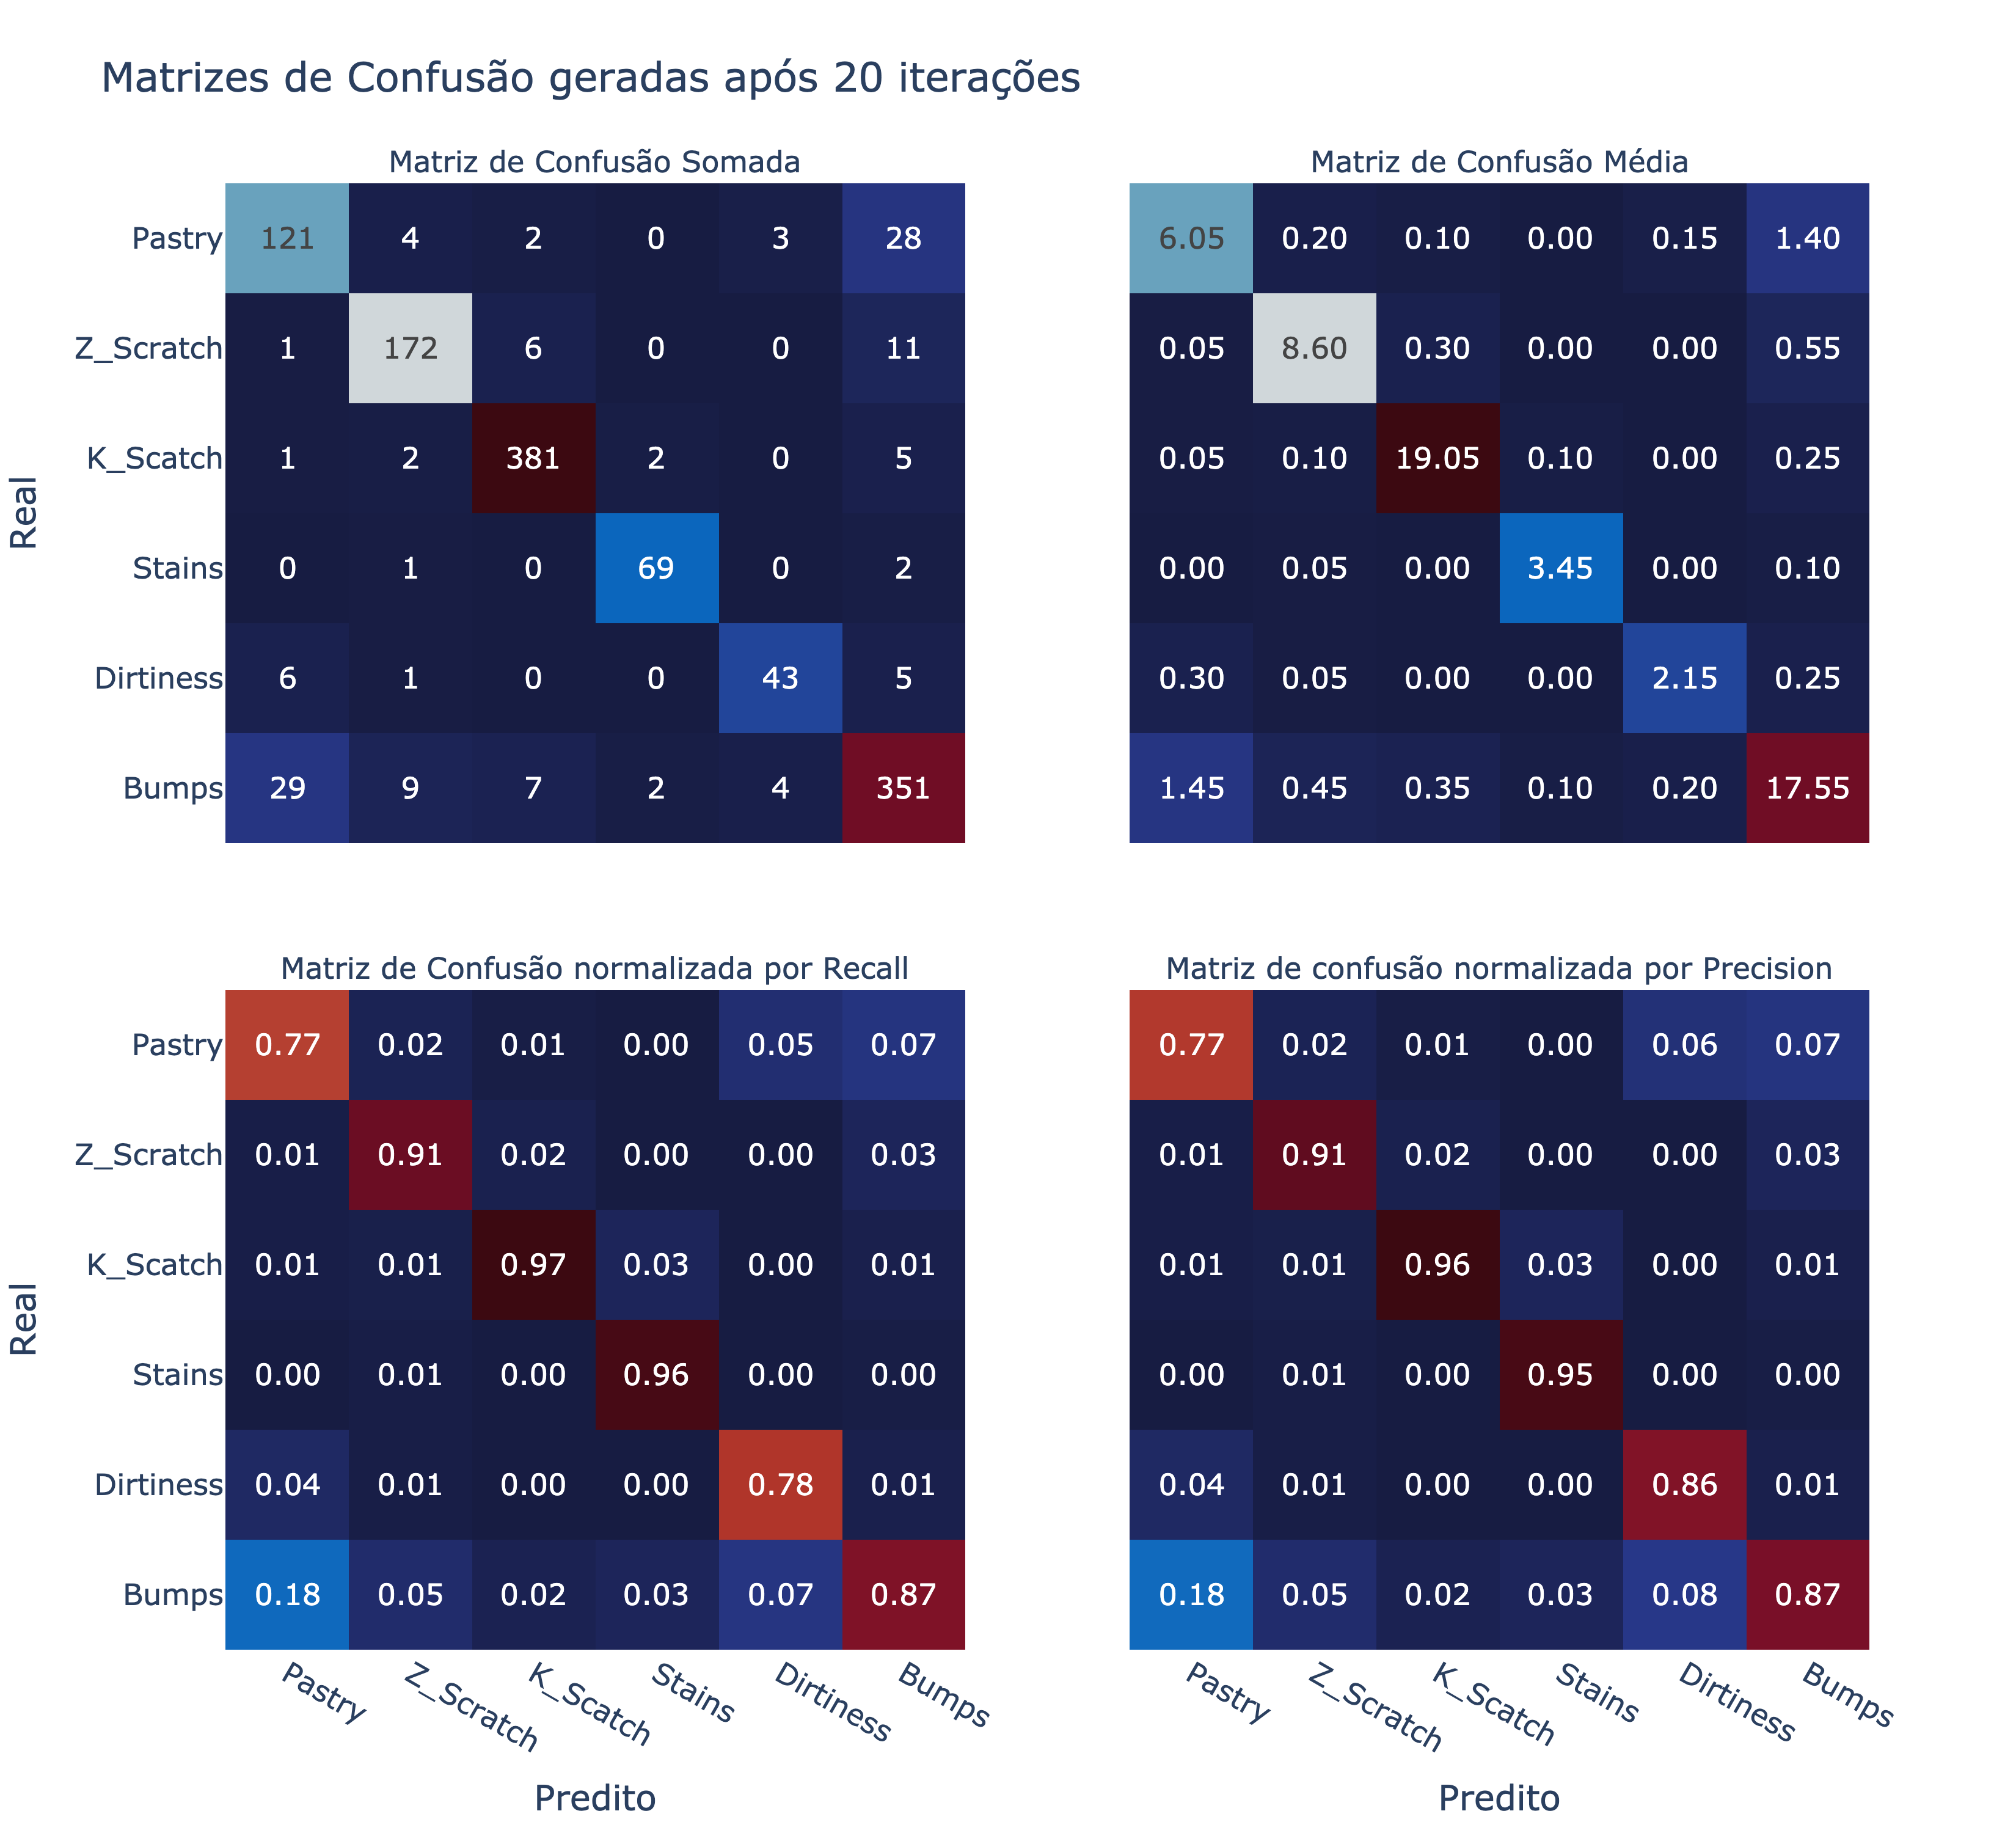 Matrizes de Confusão geradas após 20 iterações
Matriz de Confusão Somada
Real
Pastry 121 4 2 0 3 28
Z_Scratch 1 172 6 0 0 11
K_Scatch 1 2 381 2 0 5
Stains 0 1 0 69 0 2
Dirtiness 6 1 0 0 43 5
Bumps 29 9 7 2 4 351
Matriz de Confusão Média
6.05 0.20 0.10 0.00 0.15 1.40
0.05 8.60 0.30 0.00 0.00 0.55
0.05 0.10 19.05 0.10 0.00 0.25
0.00 0.05 0.00 3.45 0.00 0.10
0.30 0.05 0.00 0.00 2.15 0.25
1.45 0.45 0.35 0.10 0.20 17.55
Matriz de Confusão normalizada por Recall
Real
Pastry 0.77 0.02 0.01 0.00 0.05 0.07
Z_Scratch 0.01 0.91 0.02 0.00 0.00 0.03
K_Scatch 0.01 0.01 0.97 0.03 0.00 0.01
Stains 0.00 0.01 0.00 0.96 0.00 0.00
Dirtiness 0.04 0.01 0.00 0.00 0.78 0.01
Bumps 0.18 0.05 0.02 0.03 0.07 0.87
Pastry Z_Scratch K_Scatch Stains Dirtiness Bumps
Predito
Matriz de confusão normalizada por Precision
0.77 0.02 0.01 0.00 0.06 0.07
0.01 0.91 0.02 0.00 0.00 0.03
0.01 0.01 0.96 0.03 0.00 0.01
0.00 0.01 0.00 0.95 0.00 0.00
0.04 0.01 0.00 0.00 0.86 0.01
0.18 0.05 0.02 0.03 0.08 0.87
Pastry Z_Scratch K_Scatch Stains Dirtiness Bumps
Predito